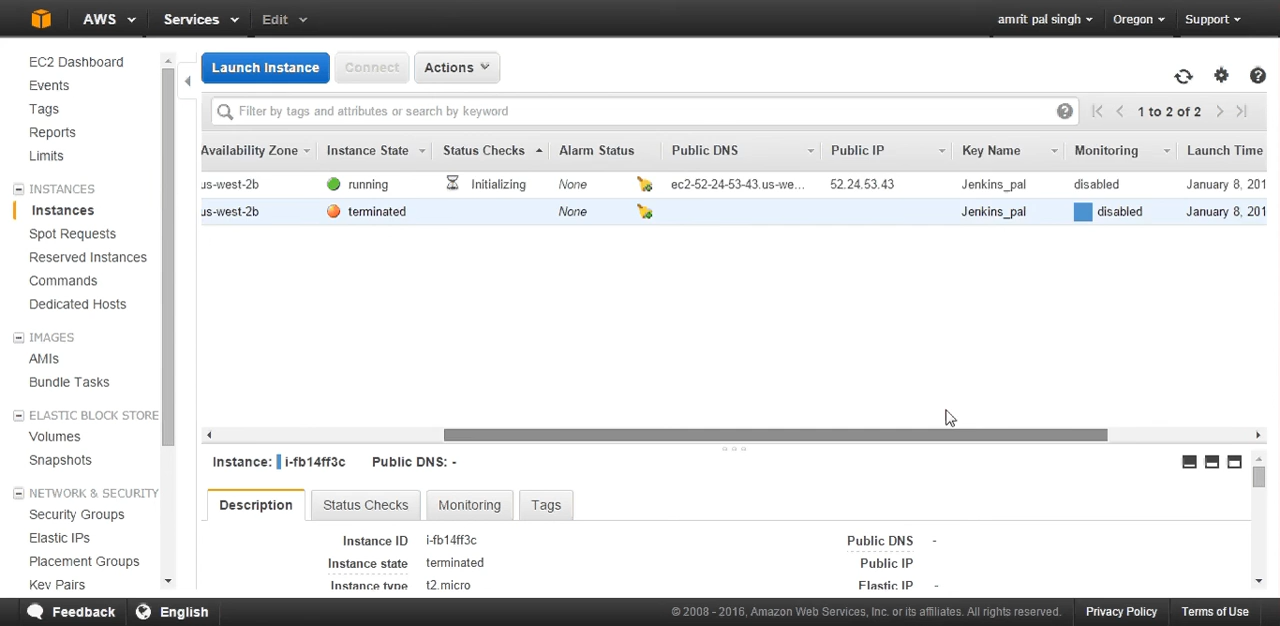 AWS Services Edit amrit pal singh Oregon Support
EC2 Dashboard
Events
Tags
Reports
Limits
INSTANCES
Instances
Spot Requests
Reserved Instances
Commands
Dedicated Hosts
IMAGES
AMIs
Bundle Tasks
ELASTIC BLOCK STORE
Volumes
Snapshots
NETWORK & SECURITY
Security Groups
Elastic IPs
Placement Groups
Key Pairs
Launch Instance Connect Actions
Filter by tags and attributes or search by keyword 1 to 2 of 2
Availability Zone Instance State Status Checks Alarm Status Public DNS Public IP Key Name Monitoring Launch Time
us-west-2b running Initializing None ec2-52-24-53-43.us-we... 52.24.53.43 Jenkins_pal disabled January 8, 201
us-west-2b terminated None Jenkins_pal disabled January 8, 201
Instance: i-fb14ff3c Public DNS: -
Description Status Checks Monitoring Tags
Instance ID i-fb14ff3c Public DNS -
Instance state terminated Public IP
Instance type t2.micro Elastic IP -
Feedback English © 2008 - 2016, Amazon Web Services, Inc. or its affiliates. All rights reserved. Privacy Policy Terms of Use